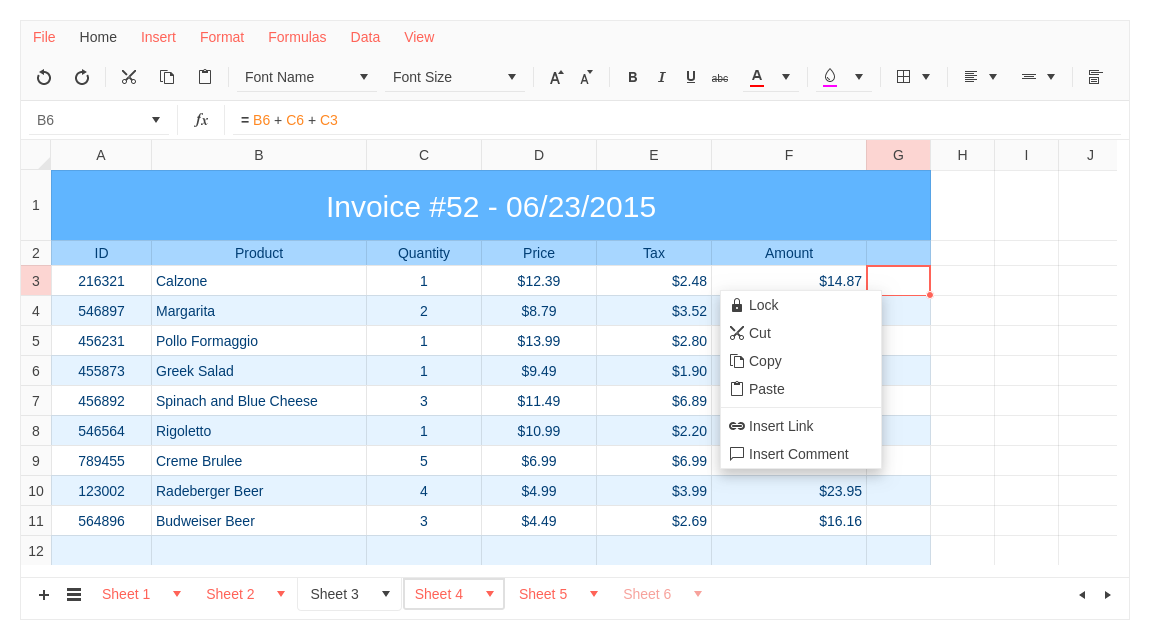 File Home Insert Format Formulas Data View
Font Name Font Size A A B I U abc A
B6 fx = B6 + C6 + C3
A B C D E F G H I J
1 Invoice #52 - 06/23/2015
2 ID Product Quantity Price Tax Amount
3 216321 Calzone 1 $12.39 $2.48 $14.87
4 546897 Margarita 2 $8.79 $3.52
Lock
5 456231 Pollo Formaggio 1 $13.99 $2.80
Cut
6 455873 Greek Salad 1 $9.49 $1.90
Copy
7 456892 Spinach and Blue Cheese 3 $11.49 $6.89
Paste
8 546564 Rigoletto 1 $10.99 $2.20
Insert Link
9 789455 Creme Brulee 5 $6.99 $6.99
Insert Comment
10 123002 Radeberger Beer 4 $4.99 $3.99 $23.95
11 564896 Budweiser Beer 3 $4.49 $2.69 $16.16
12
Sheet 1 Sheet 2 Sheet 3 Sheet 4 Sheet 5 Sheet 6